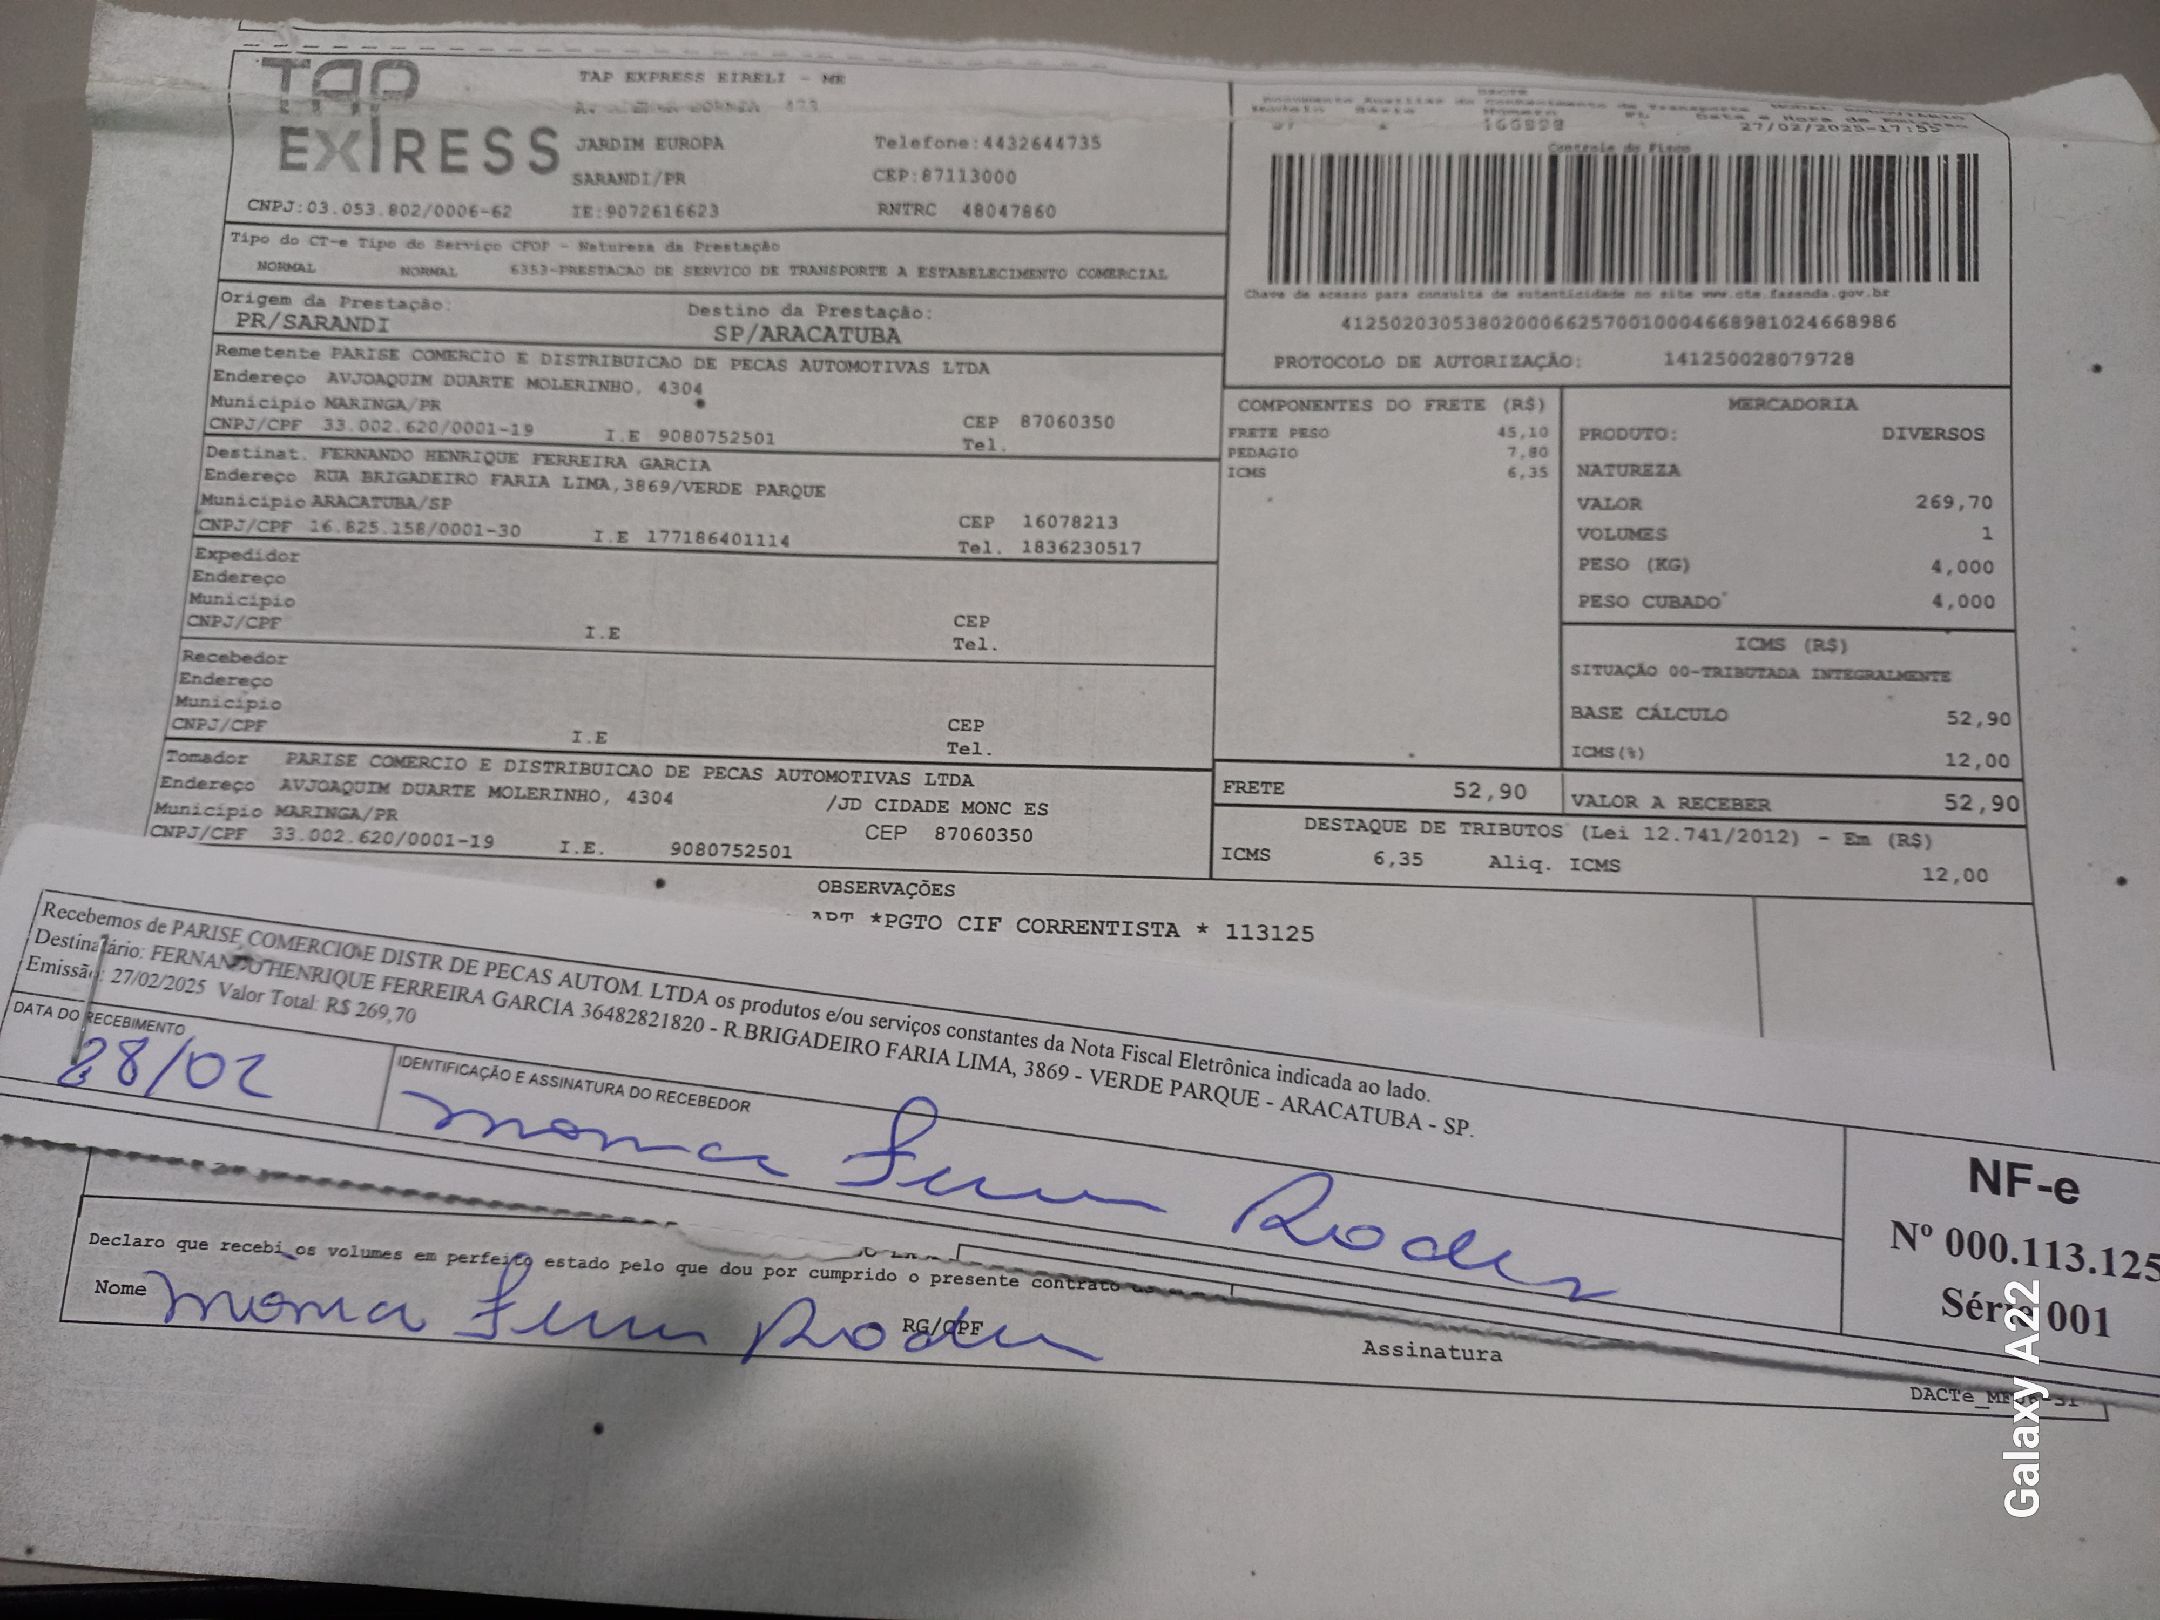 TAP
EXPRESS
TAP EXPRESS EIRELI - ME
JARDIM EUROPA
Telefone:4432644735
SARANDI/PR
CEP:87113000
CNPJ:03.053.802/0006-62
IE:9072616623
RNTRC 48047860
27/02/2025-17:55
Controle do Fisco
Tipo do CT-e Tipo do Serviço CFOP - Natureza da Prestação
NORMAL NORMAL 6353-PRESTACAO DE SERVICO DE TRANSPORTE A ESTABELECIMENTO COMERCIAL
Origem da Prestação:
PR/SARANDI
Destino da Prestação:
SP/ARACATUBA
Chave de acesso para consulta de autenticidade no site www.cte.fazenda.gov.br
41250203053802000662570010004668981024668986
PROTOCOLO DE AUTORIZAÇÃO: 141250028079728
Remetente PARISE COMERCIO E DISTRIBUICAO DE PECAS AUTOMOTIVAS LTDA
Endereço AVJOAQUIM DUARTE MOLERINHO, 4304
Município MARINGA/PR
CEP 87060350
CNPJ/CPF 33.002.620/0001-19 I.E 9080752501 Tel.
Destinat. FERNANDO HENRIQUE FERREIRA GARCIA
Endereço RUA BRIGADEIRO FARIA LIMA,3869/VERDE PARQUE
Município ARACATUBA/SP
CEP 16078213
CNPJ/CPF 16.825.158/0001-30 I.E 177186401114 Tel. 1836230517
Expedidor
Endereço
Município
CEP
CNPJ/CPF I.E Tel.
Recebedor
Endereço
Município
CEP
CNPJ/CPF I.E Tel.
Tomador PARISE COMERCIO E DISTRIBUICAO DE PECAS AUTOMOTIVAS LTDA
Endereço AVJOAQUIM DUARTE MOLERINHO, 4304 /JD CIDADE MONC ES
Município MARINGA/PR CEP 87060350
CNPJ/CPF 33.002.620/0001-19 I.E. 9080752501
COMPONENTES DO FRETE (R$)
FRETE PESO 45,10
PEDAGIO 7,80
ICMS 6,35
MERCADORIA
PRODUTO: DIVERSOS
NATUREZA
VALOR 269,70
VOLUMES 1
PESO (KG) 4,000
PESO CUBADO 4,000
ICMS (R$)
SITUAÇÃO 00-TRIBUTADA INTEGRALMENTE
BASE CÁLCULO 52,90
ICMS(%) 12,00
FRETE 52,90
VALOR A RECEBER 52,90
DESTAQUE DE TRIBUTOS (Lei 12.741/2012) - Em (R$)
ICMS 6,35 Aliq. ICMS 12,00
OBSERVAÇÕES
*PGTO CIF CORRENTISTA * 113125
Recebemos de PARISE COMERCIO E DISTR DE PECAS AUTOM. LTDA os produtos e/ou serviços constantes da Nota Fiscal Eletrônica indicada ao lado.
Destinatário: FERNANDO HENRIQUE FERREIRA GARCIA 36482821820 - R.BRIGADEIRO FARIA LIMA, 3869 - VERDE PARQUE - ARACATUBA - SP.
Emissão: 27/02/2025 Valor Total: R$ 269,70
DATA DO RECEBIMENTO
28/02
IDENTIFICAÇÃO E ASSINATURA DO RECEBEDOR
NF-e
Nº 000.113.125
Série 001
Declaro que recebi os volumes em perfeito estado pelo que dou por cumprido o presente contrato
Nome
RG/CPF
Assinatura
Galaxy A22